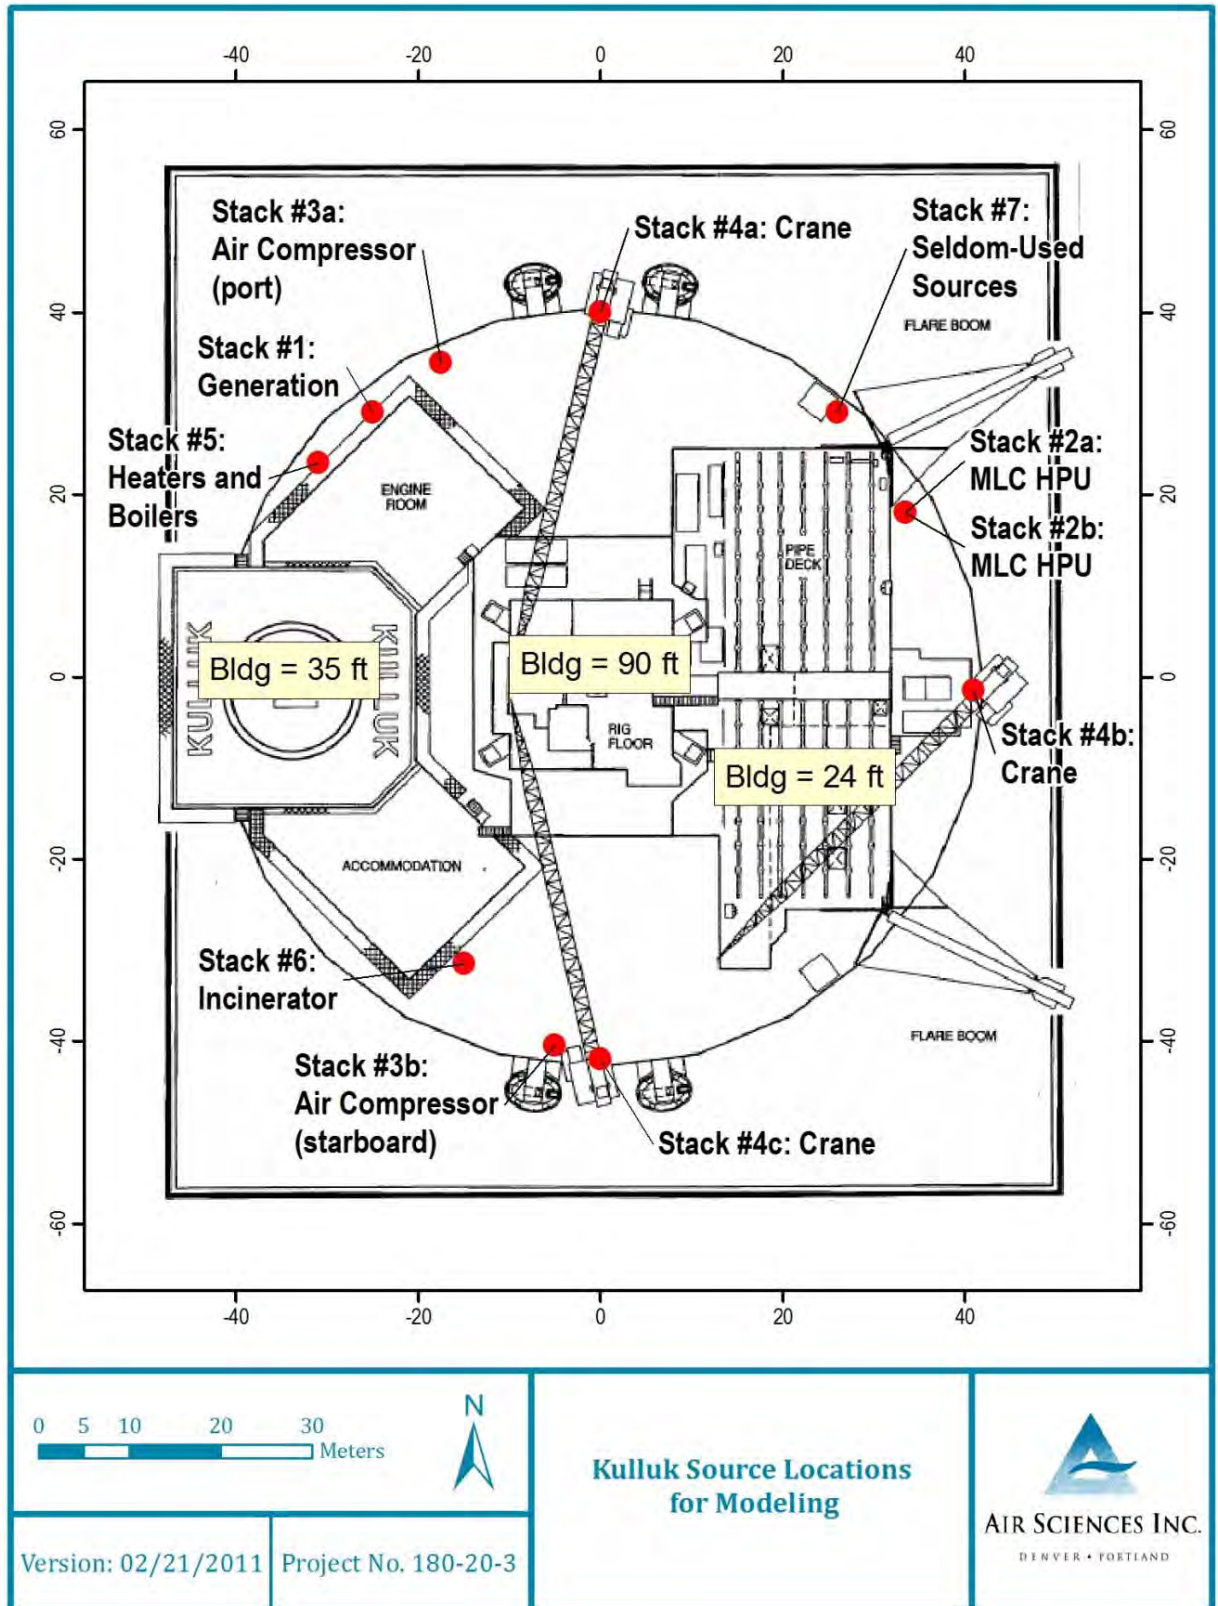 -40 -20 0 20 40
60 60
Stack #3a:
Air Compressor
(port)
Stack #4a: Crane
Stack #7:
Seldom-Used
Sources
40 40
FLARE BOOM
Stack #1:
Generation
Stack #5:
Heaters and
Boilers
Stack #2a:
MLC HPU
20 20
ENGINE
ROOM
Stack #2b:
MLC HPU
PIPE
DECK
KULLUK
KULLUK
Bldg = 35 ft
Bldg = 90 ft
0 0
RIG
FLOOR
Stack #4b:
Crane
Bldg = 24 ft
-20 -20
ACCOMMODATION
Stack #6:
Incinerator
-40 -40
FLARE BOOM
Stack #3b:
Air Compressor
(starboard)
Stack #4c: Crane
-60 -60
-40 -20 0 20 40
0 5 10 20 30
Meters
N
Kulluk Source Locations
for Modeling
AIR SCIENCES INC.
DENVER • PORTLAND
Version: 02/21/2011
Project No. 180-20-3